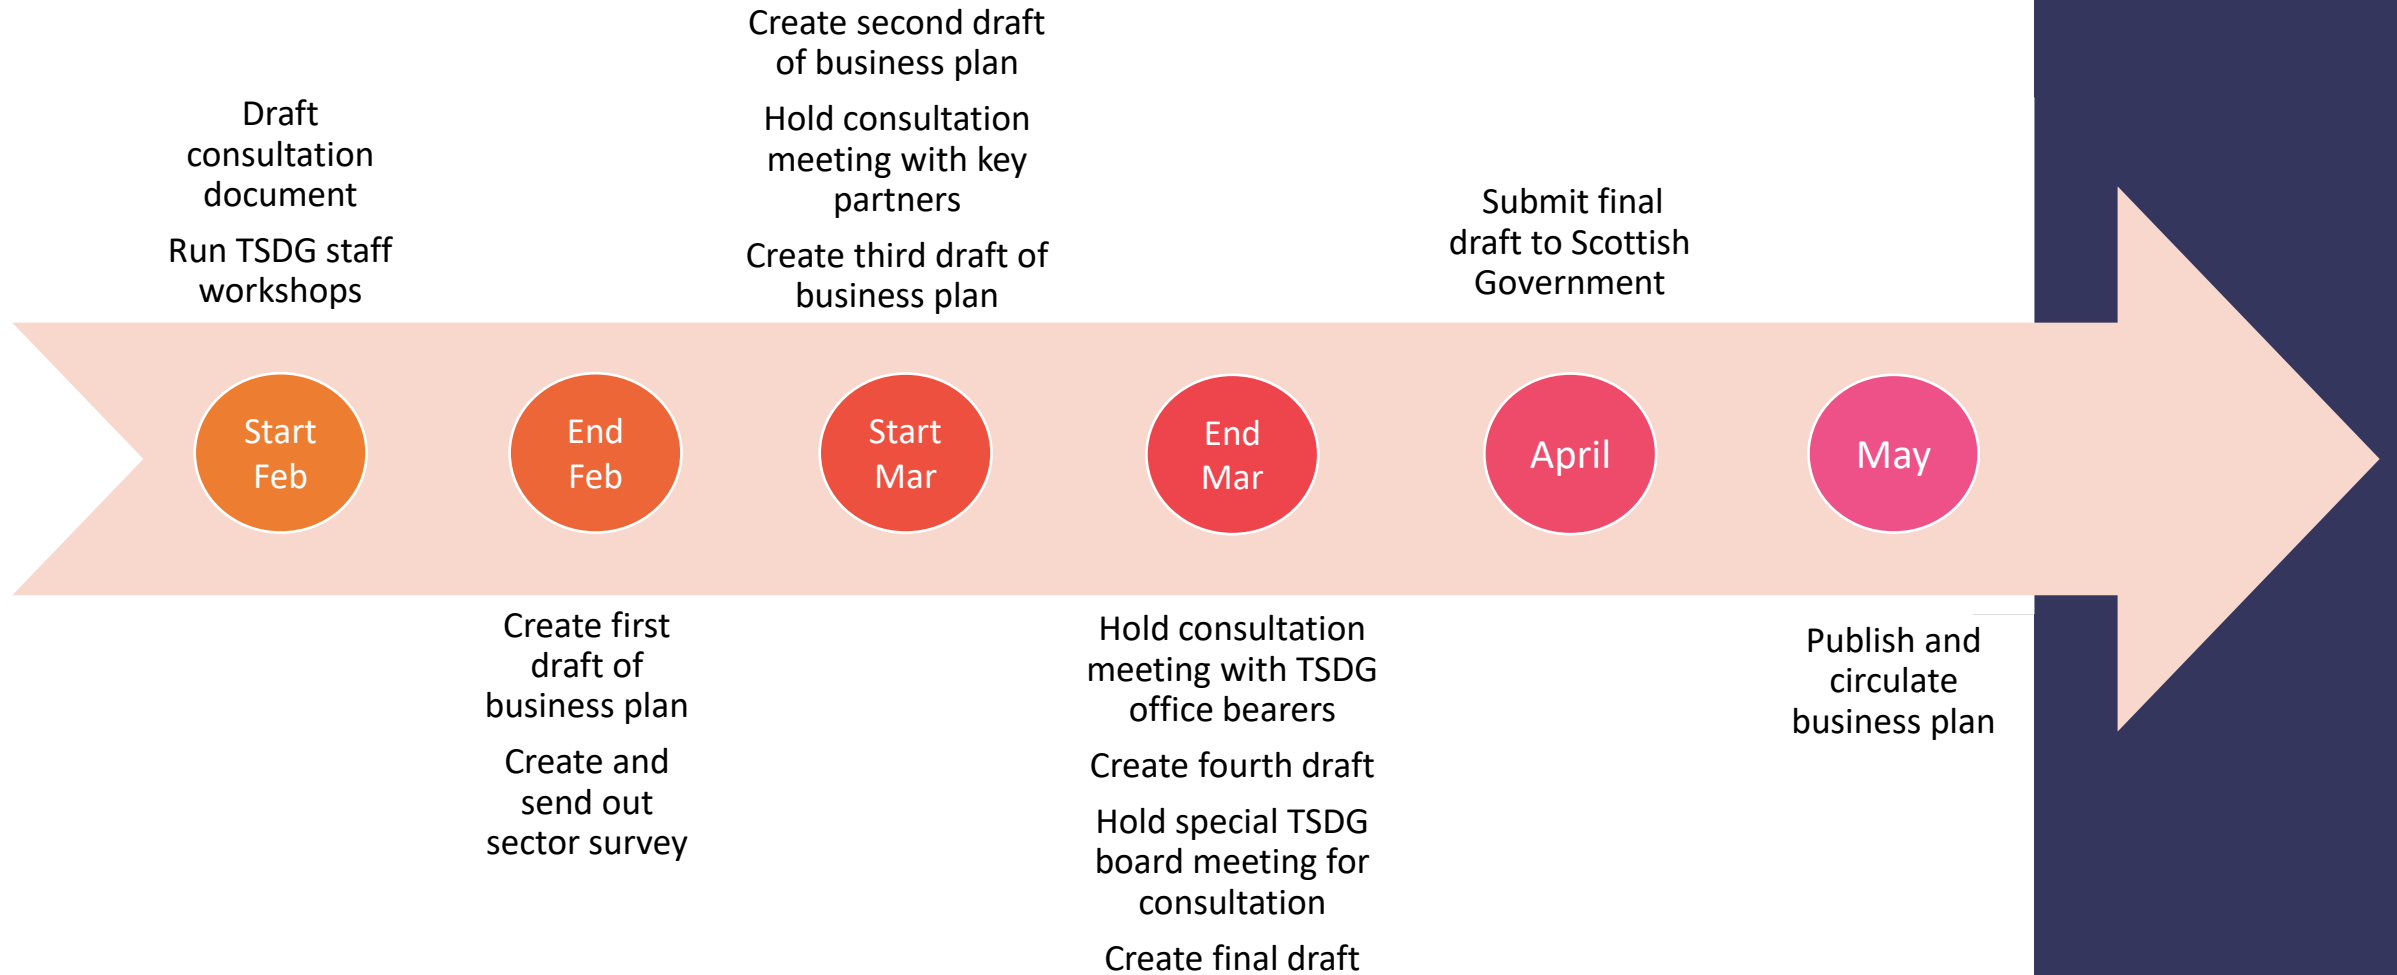 Draft
consultation
document
Run TSDG staff
workshops
Create second draft
of business plan
Hold consultation
meeting with key
partners
Create third draft of
business plan
Submit final
draft to Scottish
Government
Start
Feb
End
Feb
Start
Mar
End
Mar
April
May
Create first
draft of
business plan
Create and
send out
sector survey
Hold consultation
meeting with TSDG
office bearers
Create fourth draft
Hold special TSDG
board meeting for
consultation
Create final draft
Publish and
circulate
business plan